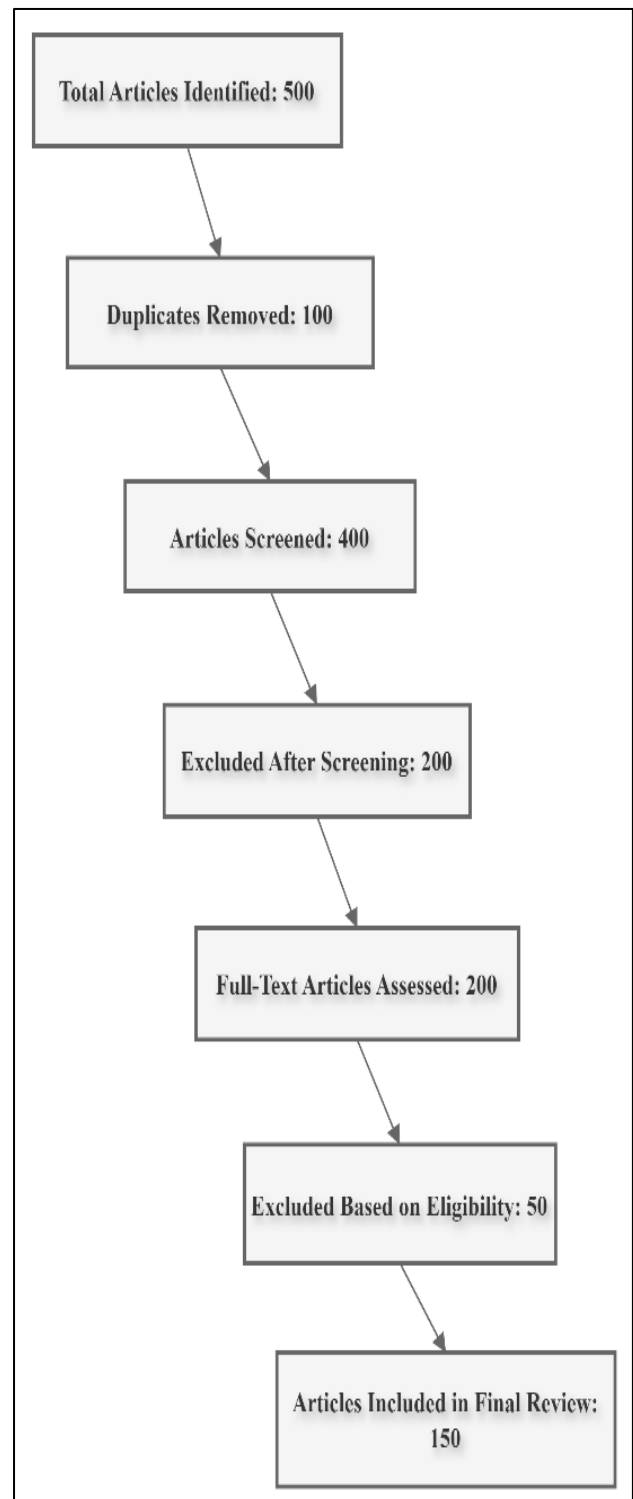 Total Articles Identified: 500
Duplicates Removed: 100
Articles Screened: 400
Excluded After Screening: 200
Full-Text Articles Assessed: 200
Excluded Based on Eligibility: 50
Articles Included in Final Review:
150